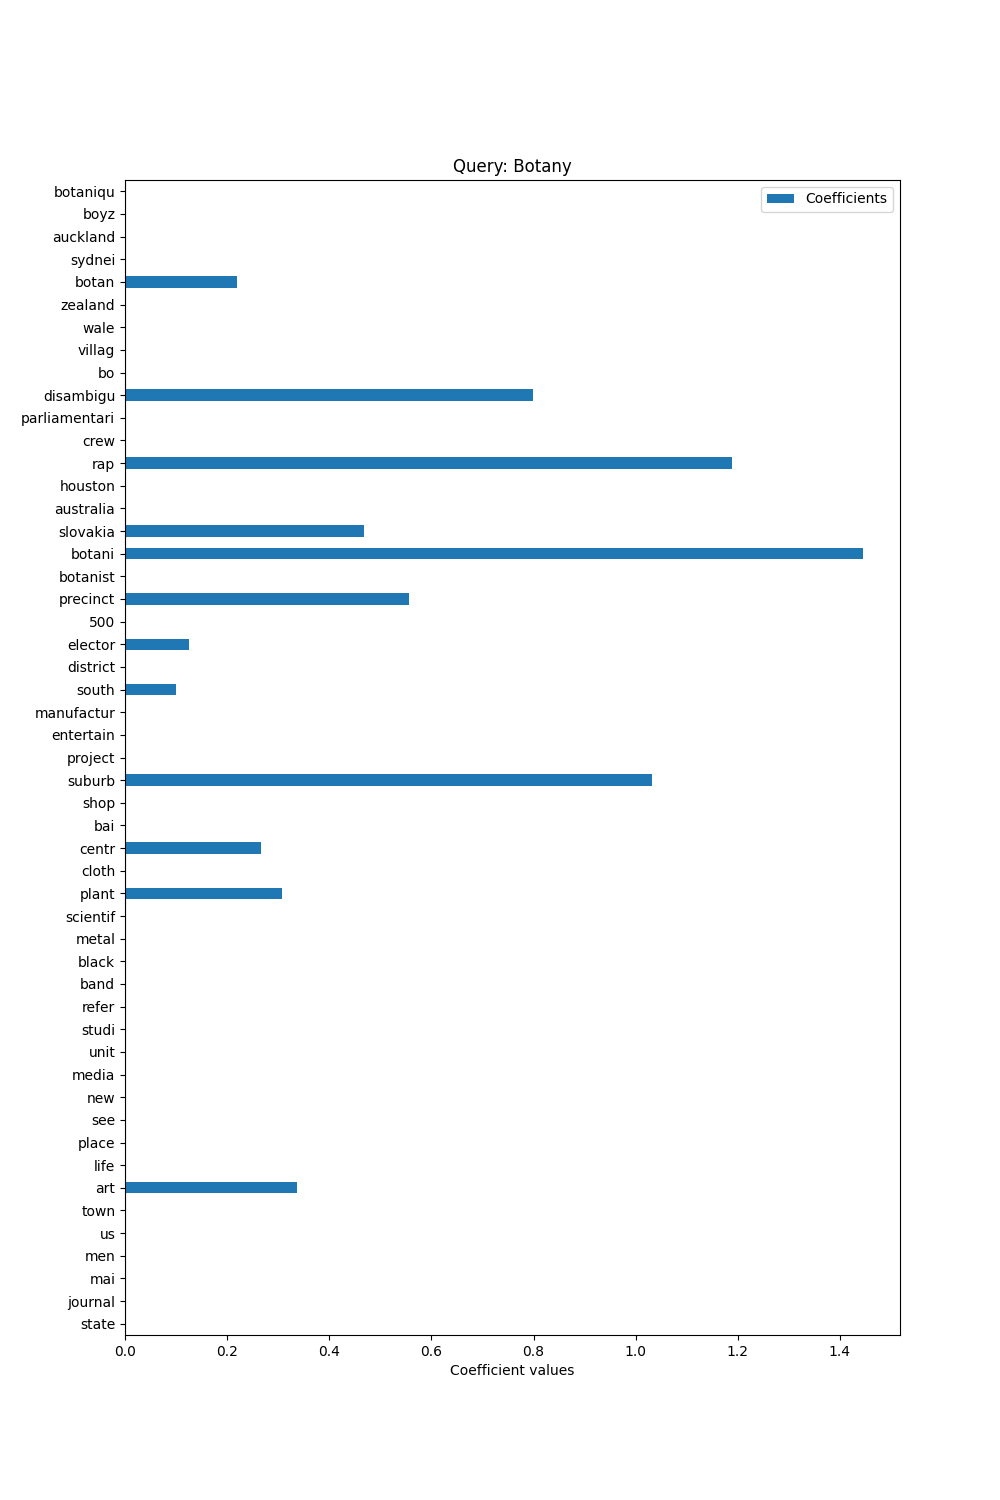 Query: Botany
Coefficients
botaniqu
boyz
auckland
sydnei
botan
zealand
wale
villag
bo
disambigu
parliamentari
crew
rap
houston
australia
slovakia
botani
botanist
precinct
500
elector
district
south
manufactur
entertain
project
suburb
shop
bai
centr
cloth
plant
scientif
metal
black
band
refer
studi
unit
media
new
see
place
life
art
town
us
men
mai
journal
state
0.0 0.2 0.4 0.6 0.8 1.0 1.2 1.4
Coefficient values